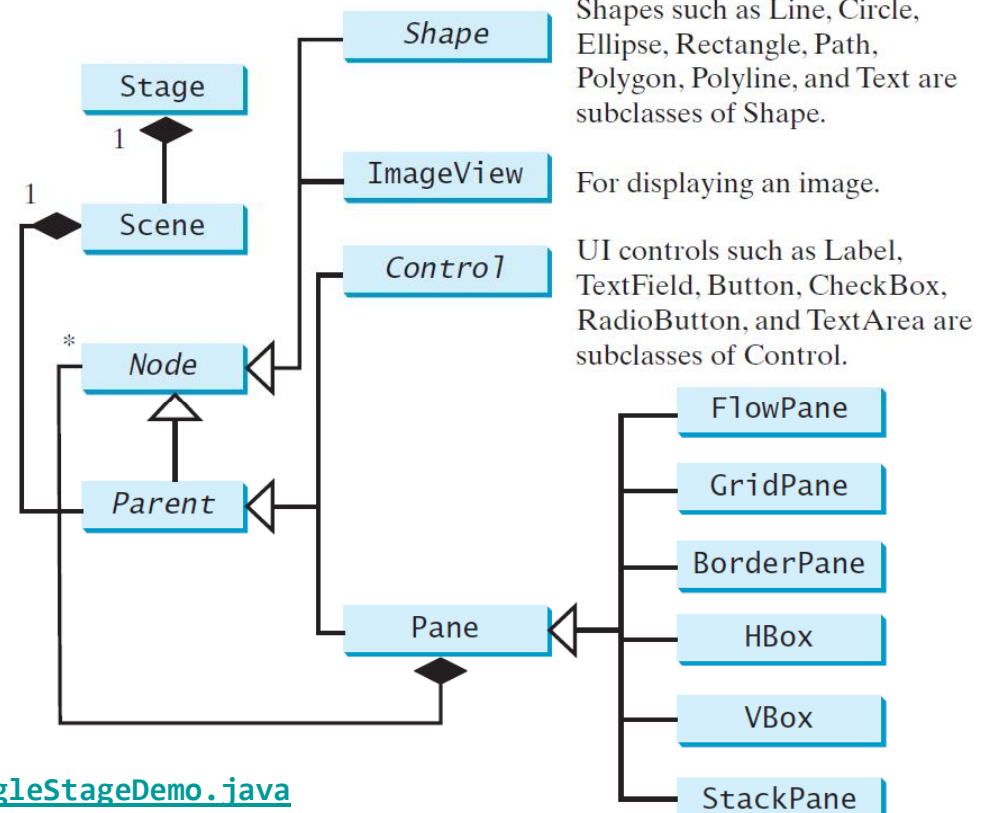 Shape
Shapes such as Line, Circle,
Ellipse, Rectangle, Path,
Polygon, Polyline, and Text are
subclasses of Shape.
Stage
1
ImageView
For displaying an image.
1
Scene
Control
UI controls such as Label,
TextField, Button, CheckBox,
RadioButton, and TextArea are
subclasses of Control.
*
Node
FlowPane
Parent
GridPane
BorderPane
Pane
HBox
VBox
StackPane
gleStageDemo.java